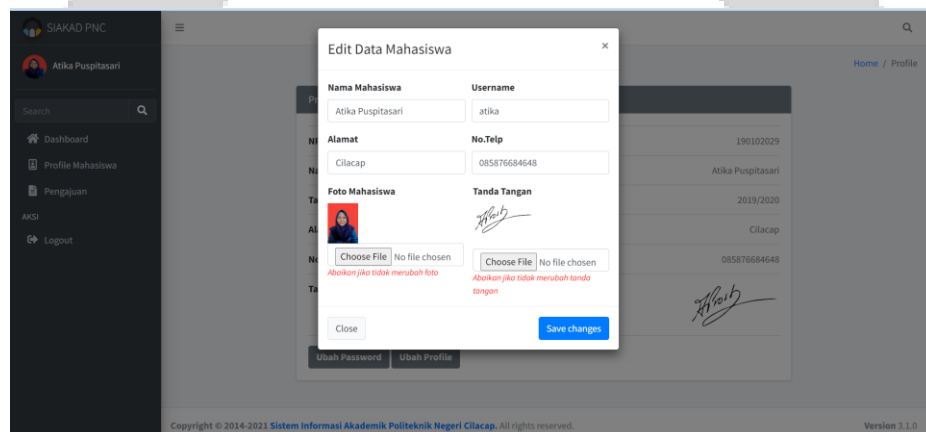 SIAKAD PNC
Atika Puspitasari
Search
Dashboard
Profile Mahasiswa
Pengajuan
AKSI
Logout
Home / Profile
Edit Data Mahasiswa ×
Nama Mahasiswa Username
Atika Puspitasari atika
Alamat No.Telp
Cilacap 085876684648
Foto Mahasiswa Tanda Tangan
Choose File No file chosen
Abaikan jika tidak merubah foto
Choose File No file chosen
Abaikan jika tidak merubah tanda
tangan
Close Save changes
190102029
Atika Puspitasari
2019/2020
Cilacap
085876684648
Ubah Password Ubah Profile
Copyright © 2014-2021 Sistem Informasi Akademik Politeknik Negeri Cilacap. All rights reserved.
Version 3.1.0